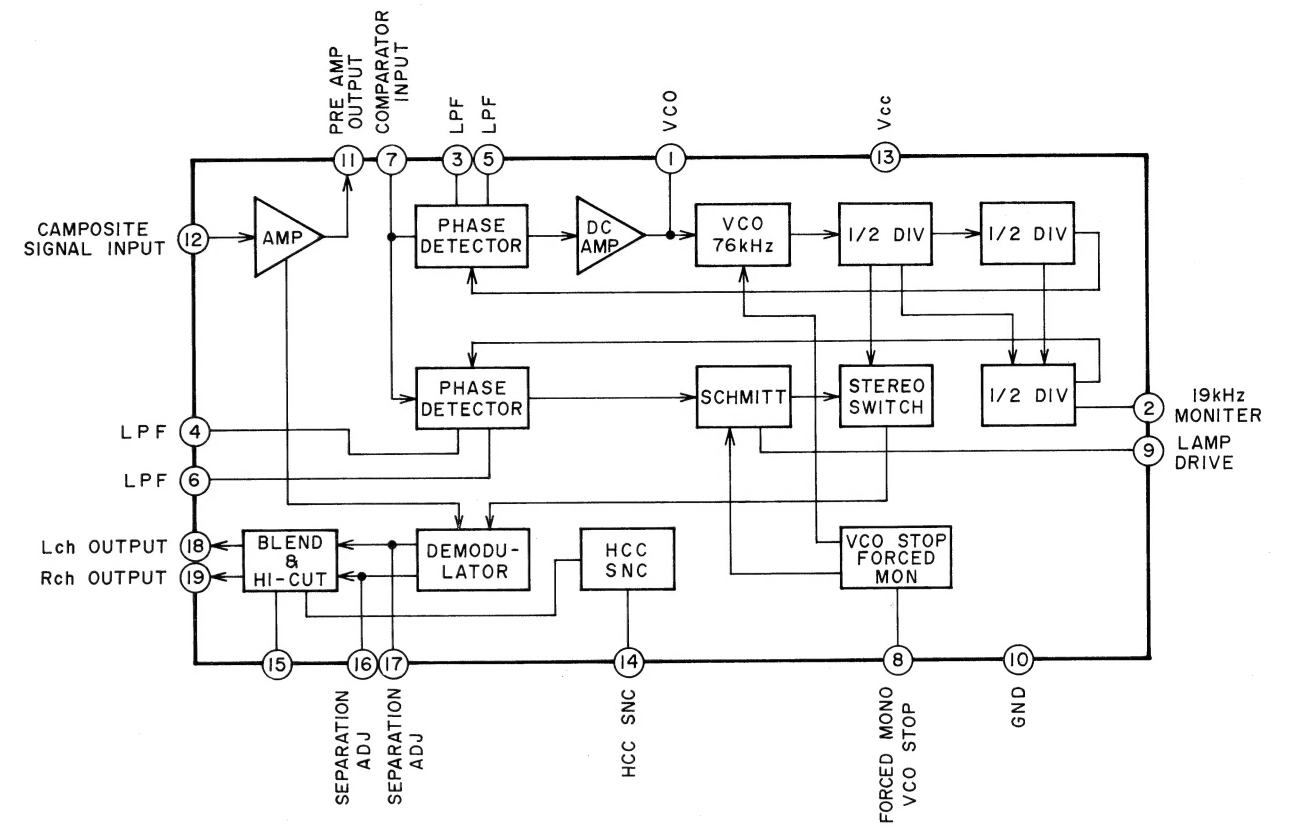 PRE AMP
OUTPUT
COMPARATOR
INPUT
LPF
LPF
VCO
Vcc
11
7
3
5
1
13
CAMPOSITE
SIGNAL INPUT
12
AMP
PHASE
DETECTOR
DC
AMP
VCO
76kHz
1/2 DIV
1/2 DIV
PHASE
DETECTOR
SCHMITT
STEREO
SWITCH
1/2 DIV
2
19kHz
MONITER
9
LAMP
DRIVE
LPF
4
LPF
6
Lch OUTPUT
18
Rch OUTPUT
19
BLEND
&
HI-CUT
DEMODU-
LATOR
HCC
SNC
VCO STOP
FORCED
MON
15
16
17
14
8
10
SEPARATION
ADJ
SEPARATION
ADJ
HCC SNC
FORCED MONO
VCO STOP
GND